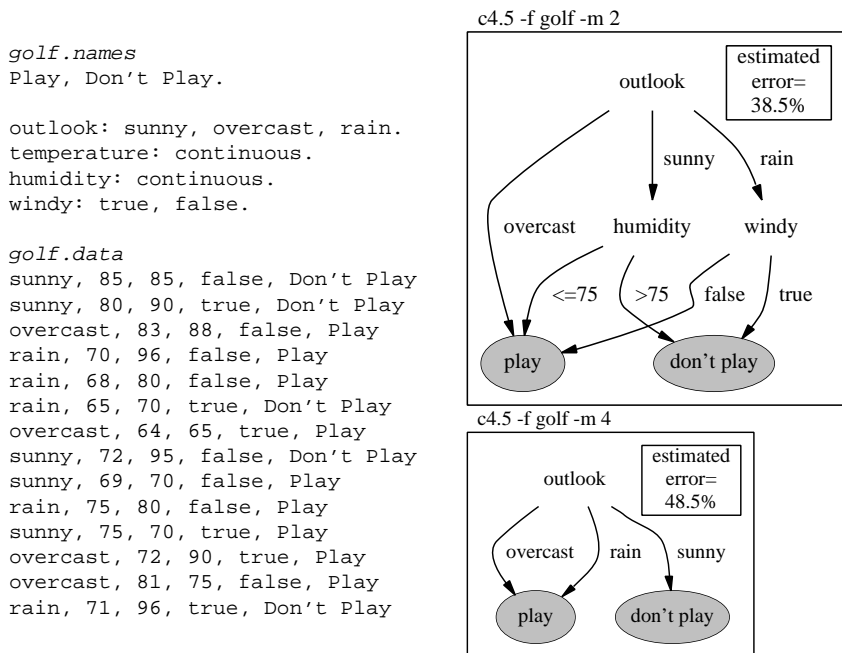 golf.names
Play, Don't Play.
outlook: sunny, overcast, rain.
temperature: continuous.
humidity: continuous.
windy: true, false.
golf.data
sunny, 85, 85, false, Don't Play
sunny, 80, 90, true, Don't Play
overcast, 83, 88, false, Play
rain, 70, 96, false, Play
rain, 68, 80, false, Play
rain, 65, 70, true, Don't Play
overcast, 64, 65, true, Play
sunny, 72, 95, false, Don't Play
sunny, 69, 70, false, Play
rain, 75, 80, false, Play
sunny, 75, 70, true, Play
overcast, 72, 90, true, Play
overcast, 81, 75, false, Play
rain, 71, 96, true, Don't Play
c4.5 -f golf -m 2
estimated
error=
38.5%
outlook
sunny
rain
overcast
humidity
windy
<=75
>75
false
true
play
don't play
c4.5 -f golf -m 4
estimated
error=
48.5%
outlook
overcast
rain
sunny
play
don't play